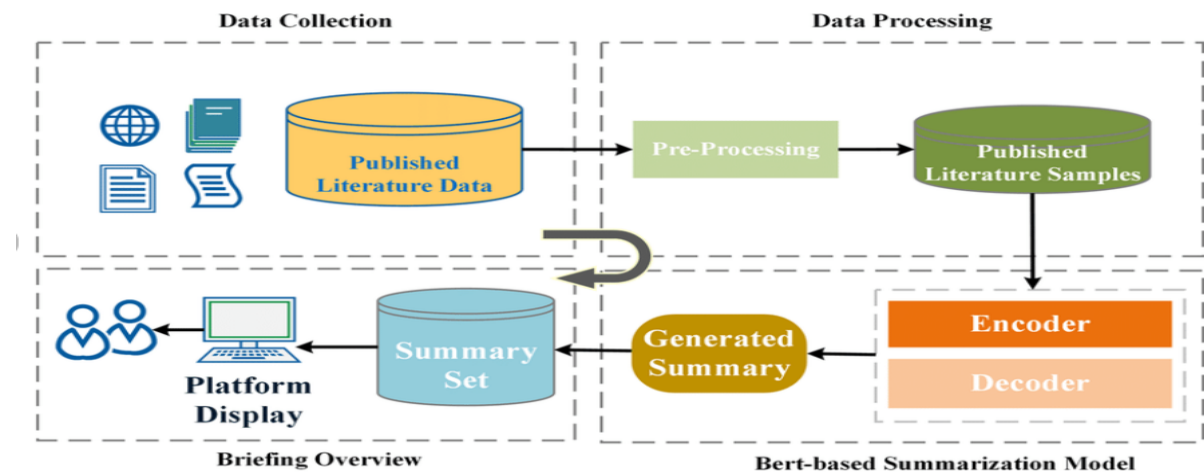 Data Collection
Data Processing
Published
Literature Data
Pre-Processing
Published
Literature Samples
Encoder
Decoder
Generated
Summary
Summary
Set
Platform
Display
Briefing Overview
Bert-based Summarization Model